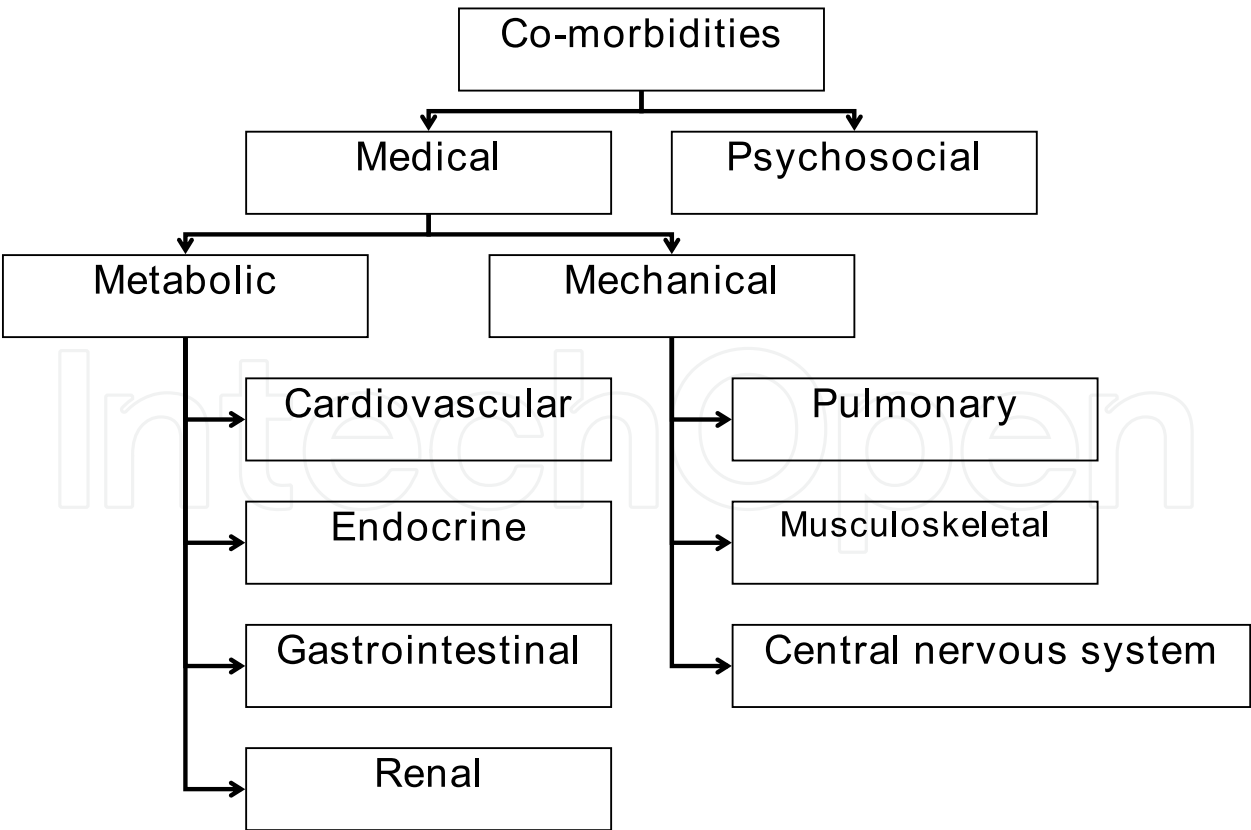 Co-morbidities
Medical
Psychosocial
Metabolic
Mechanical
Cardiovascular
Pulmonary
Endocrine
Musculoskeletal
Gastrointestinal
Central nervous system
Renal
IntechOpen